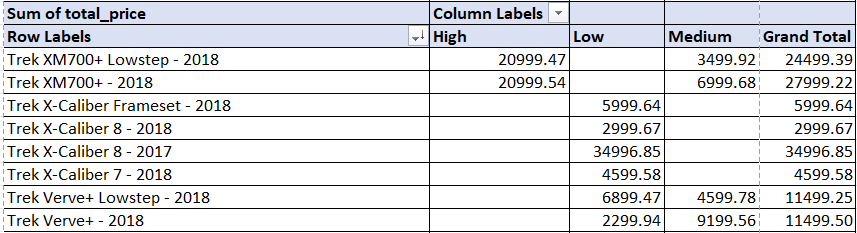 Sum of total_price Column Labels
Row Labels High Low Medium Grand Total
Trek XM700+ Lowstep - 2018 20999.47 3499.92 24499.39
Trek XM700+ - 2018 20999.54 6999.68 27999.22
Trek X-Caliber Frameset - 2018 5999.64 5999.64
Trek X-Caliber 8 - 2018 2999.67 2999.67
Trek X-Caliber 8 - 2017 34996.85 34996.85
Trek X-Caliber 7 - 2018 4599.58 4599.58
Trek Verve+ Lowstep - 2018 6899.47 4599.78 11499.25
Trek Verve+ - 2018 2299.94 9199.56 11499.50